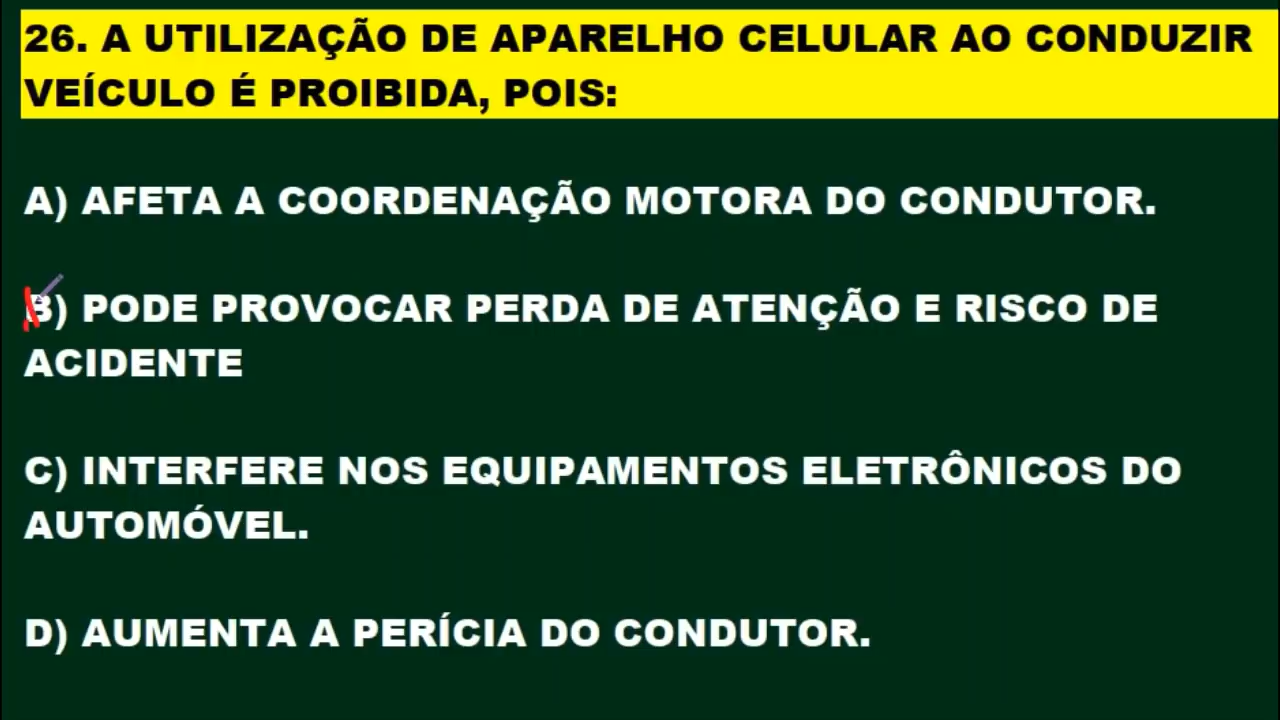 26. A UTILIZAÇÃO DE APARELHO CELULAR AO CONDUZIR
VEÍCULO É PROIBIDA, POIS:
A) AFETA A COORDENAÇÃO MOTORA DO CONDUTOR.
B) PODE PROVOCAR PERDA DE ATENÇÃO E RISCO DE
ACIDENTE
C) INTERFERE NOS EQUIPAMENTOS ELETRÔNICOS DO
AUTOMÓVEL.
D) AUMENTA A PERÍCIA DO CONDUTOR.